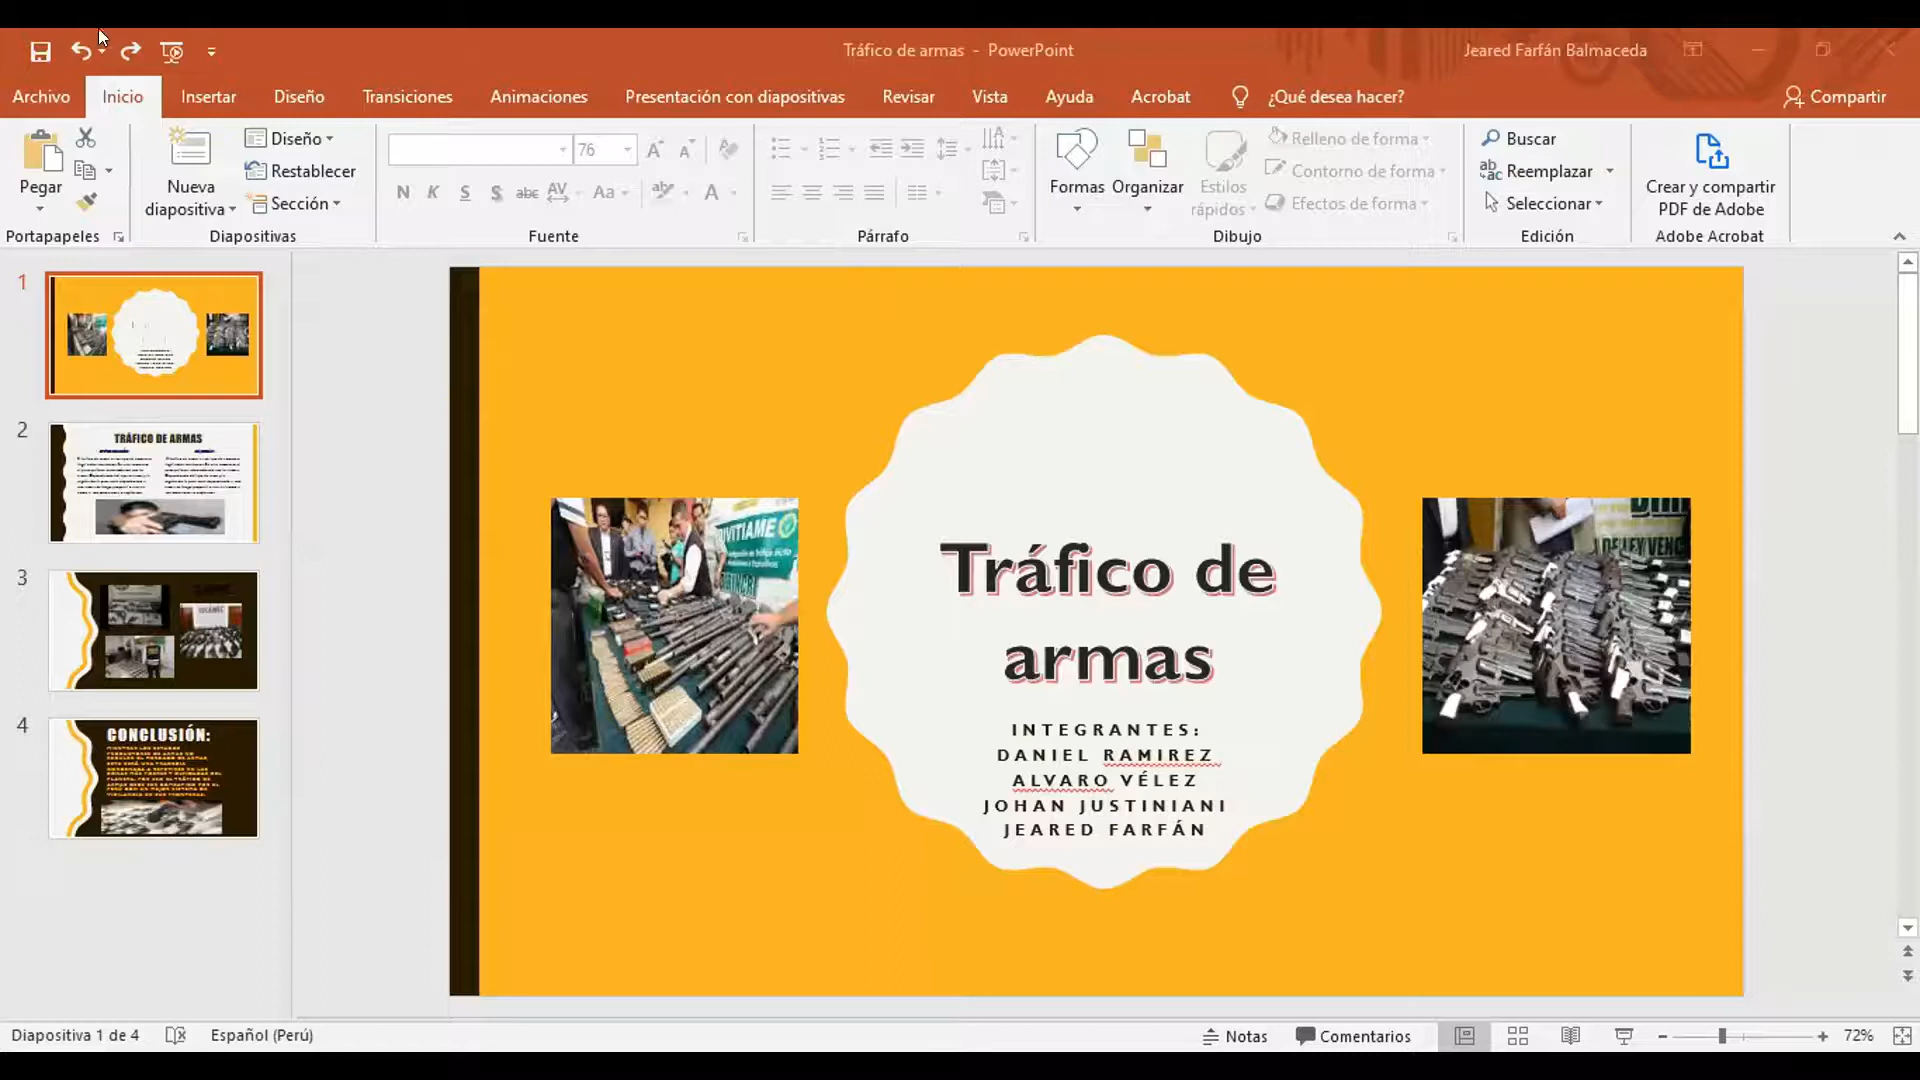 Tráfico de armas - PowerPoint
Jeared Farfán Balmaceda
Archivo
Inicio
Insertar
Diseño
Transiciones
Animaciones
Presentación con diapositivas
Revisar
Vista
Ayuda
Acrobat
¿Qué desea hacer?
Compartir
Pegar
Nueva
diapositiva
Diseño
Restablecer
Sección
76
N K S S abc AV Aa A
Formas
Organizar
Estilos
rápidos
Relleno de forma
Contorno de forma
Efectos de forma
Buscar
Reemplazar
Seleccionar
Crear y compartir
PDF de Adobe
Portapapeles
Diapositivas
Fuente
Párrafo
Dibujo
Edición
Adobe Acrobat
1
2
TRÁFICO DE ARMAS
3
4
CONCLUSIÓN:
Tráfico de
armas
INTEGRANTES:
DANIEL RAMIREZ
ALVARO VÉLEZ
JOHAN JUSTINIANI
JEARED FARFÁN
Diapositiva 1 de 4
Español (Perú)
Notas
Comentarios
72%